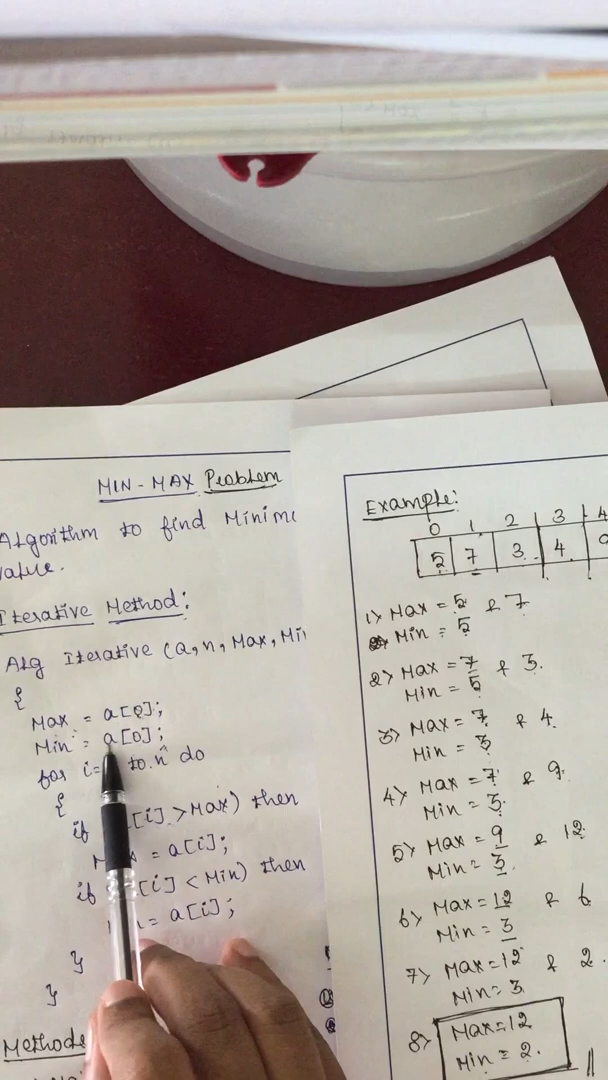 MIN-MAX Problem
Algorithm to find
value.
Iterative Method:
Alg Iterative (a, n, Max,
{
Max = a[0];
Min = a[0];
for to n do
{
if [i] > Max) then
= a[i];
if [i] < Min) then
= a[i];
}
}
Example:
0 1 2 3 4
5 7 3 4
1) Max = 5 & 7
Min = 5
2) Max = 7 & 3.
Min = 5
3) Max = 7 & 4.
Min = 3
4) Max = 7 & 9.
Min = 3.
5) Max = 9 & 12.
Min = 3.
6) Max = 12 & 6.
Min = 3
7) Max = 12 & 2.
Min = 3.
8) Max = 12
Min = 2.